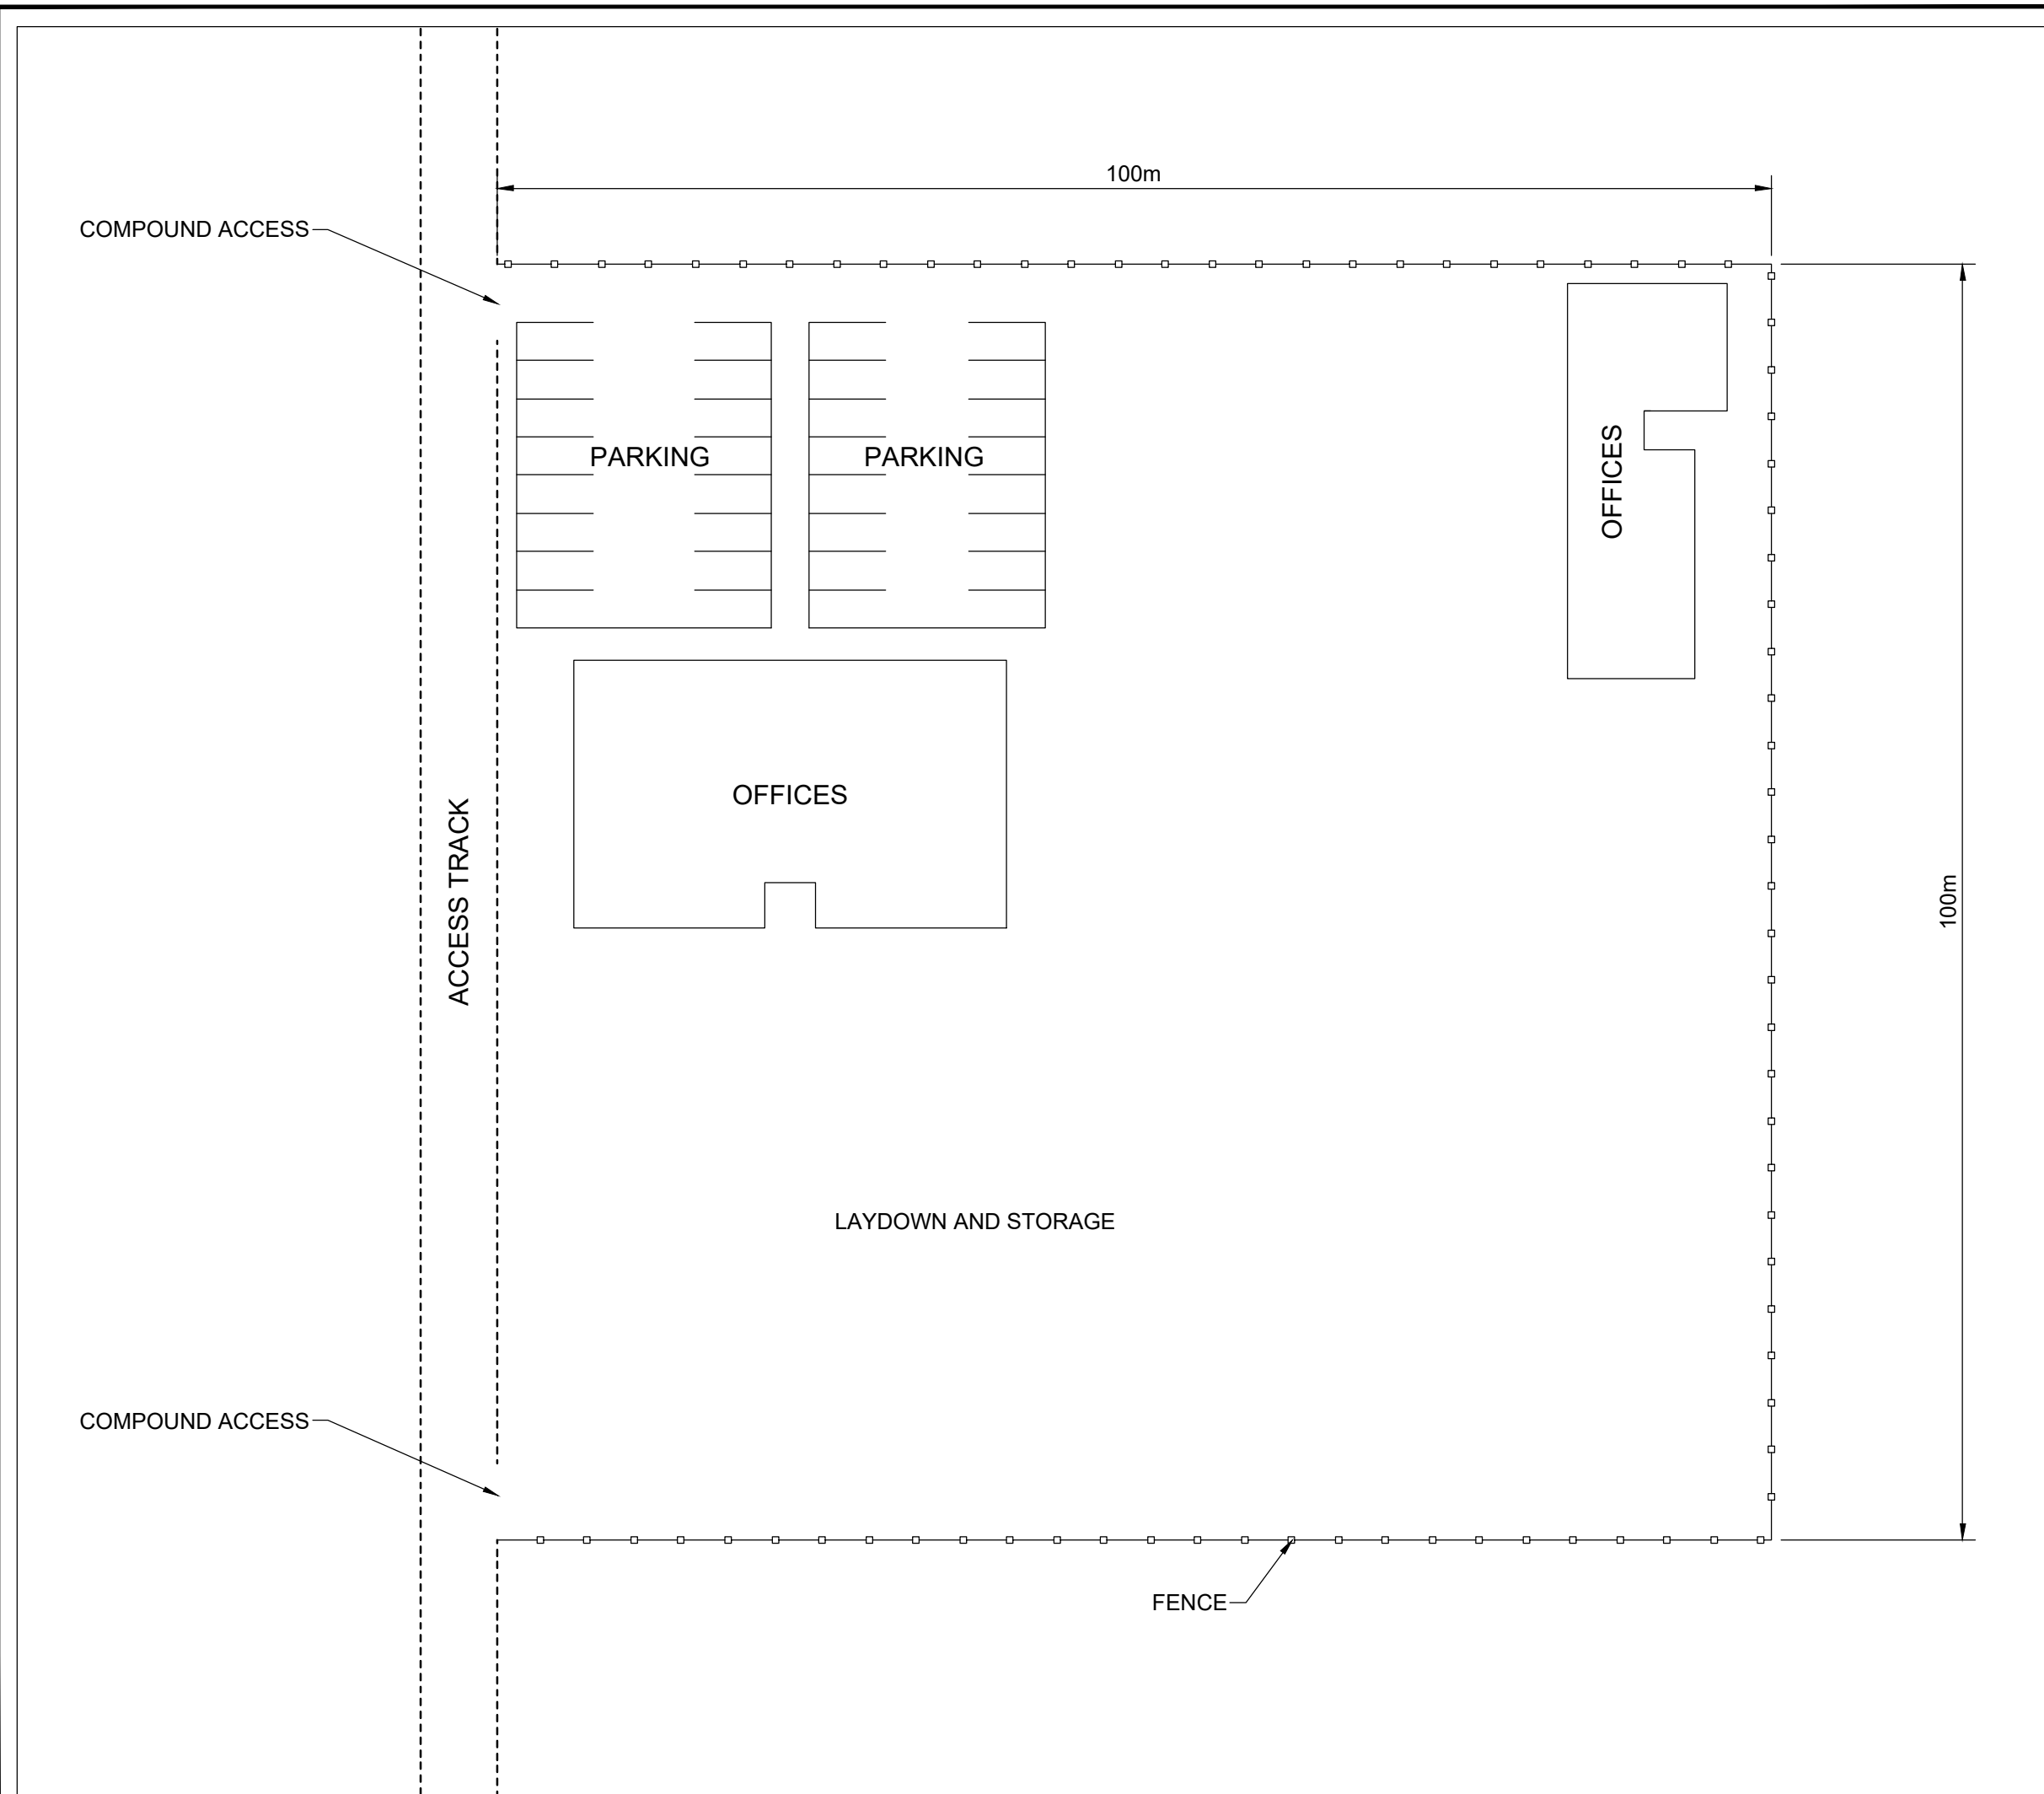 100m
COMPOUND ACCESS
PARKING
PARKING
OFFICES
OFFICES
ACCESS TRACK
100m
LAYDOWN AND STORAGE
COMPOUND ACCESS
FENCE